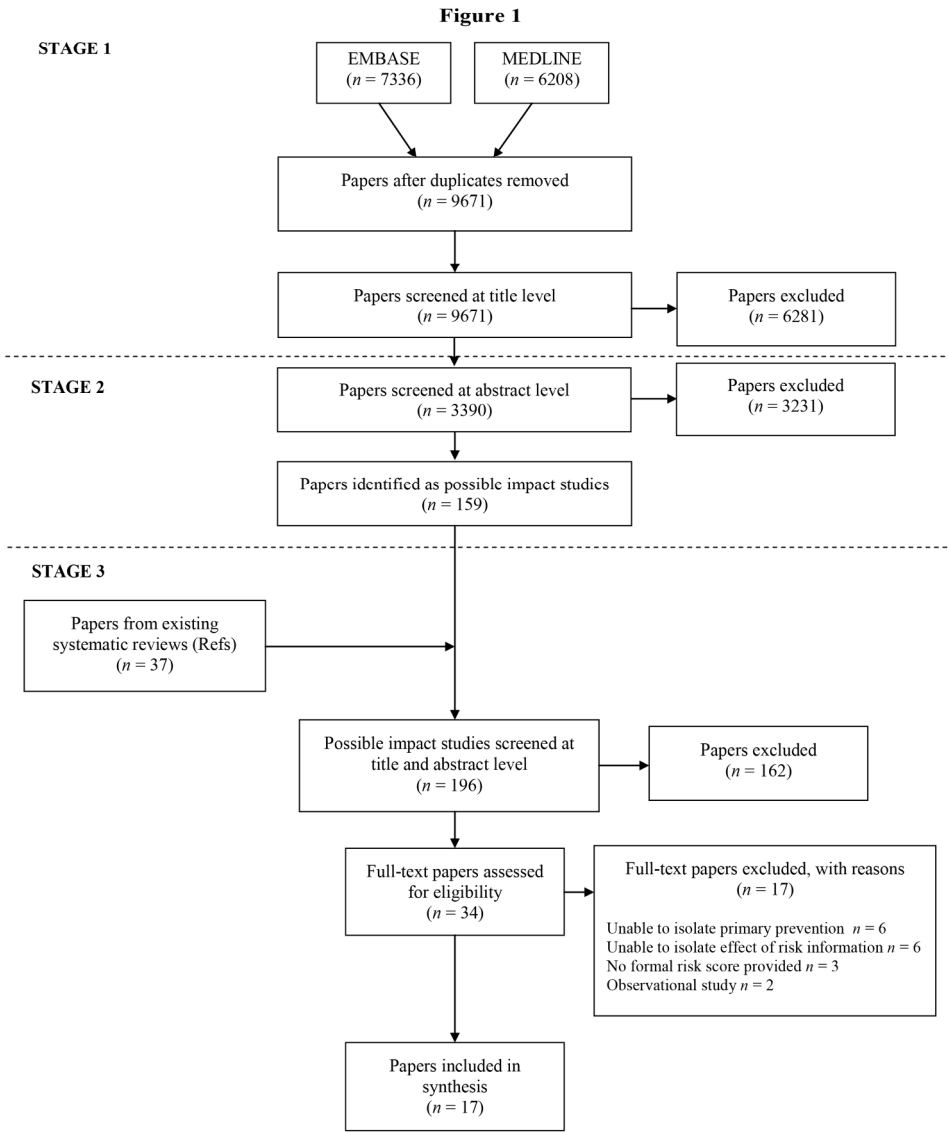 Figure 1
STAGE 1
EMBASE
(n = 7336)
MEDLINE
(n = 6208)
Papers after duplicates removed
(n = 9671)
Papers screened at title level
(n = 9671)
Papers excluded
(n = 6281)
STAGE 2
Papers screened at abstract level
(n = 3390)
Papers excluded
(n = 3231)
Papers identified as possible impact studies
(n = 159)
STAGE 3
Papers from existing
systematic reviews (Refs)
(n = 37)
Possible impact studies screened at
title and abstract level
(n = 196)
Papers excluded
(n = 162)
Full-text papers assessed
for eligibility
(n = 34)
Full-text papers excluded, with reasons
(n = 17)
Unable to isolate primary prevention n = 6
Unable to isolate effect of risk information n = 6
No formal risk score provided n = 3
Observational study n = 2
Papers included in
synthesis
(n = 17)